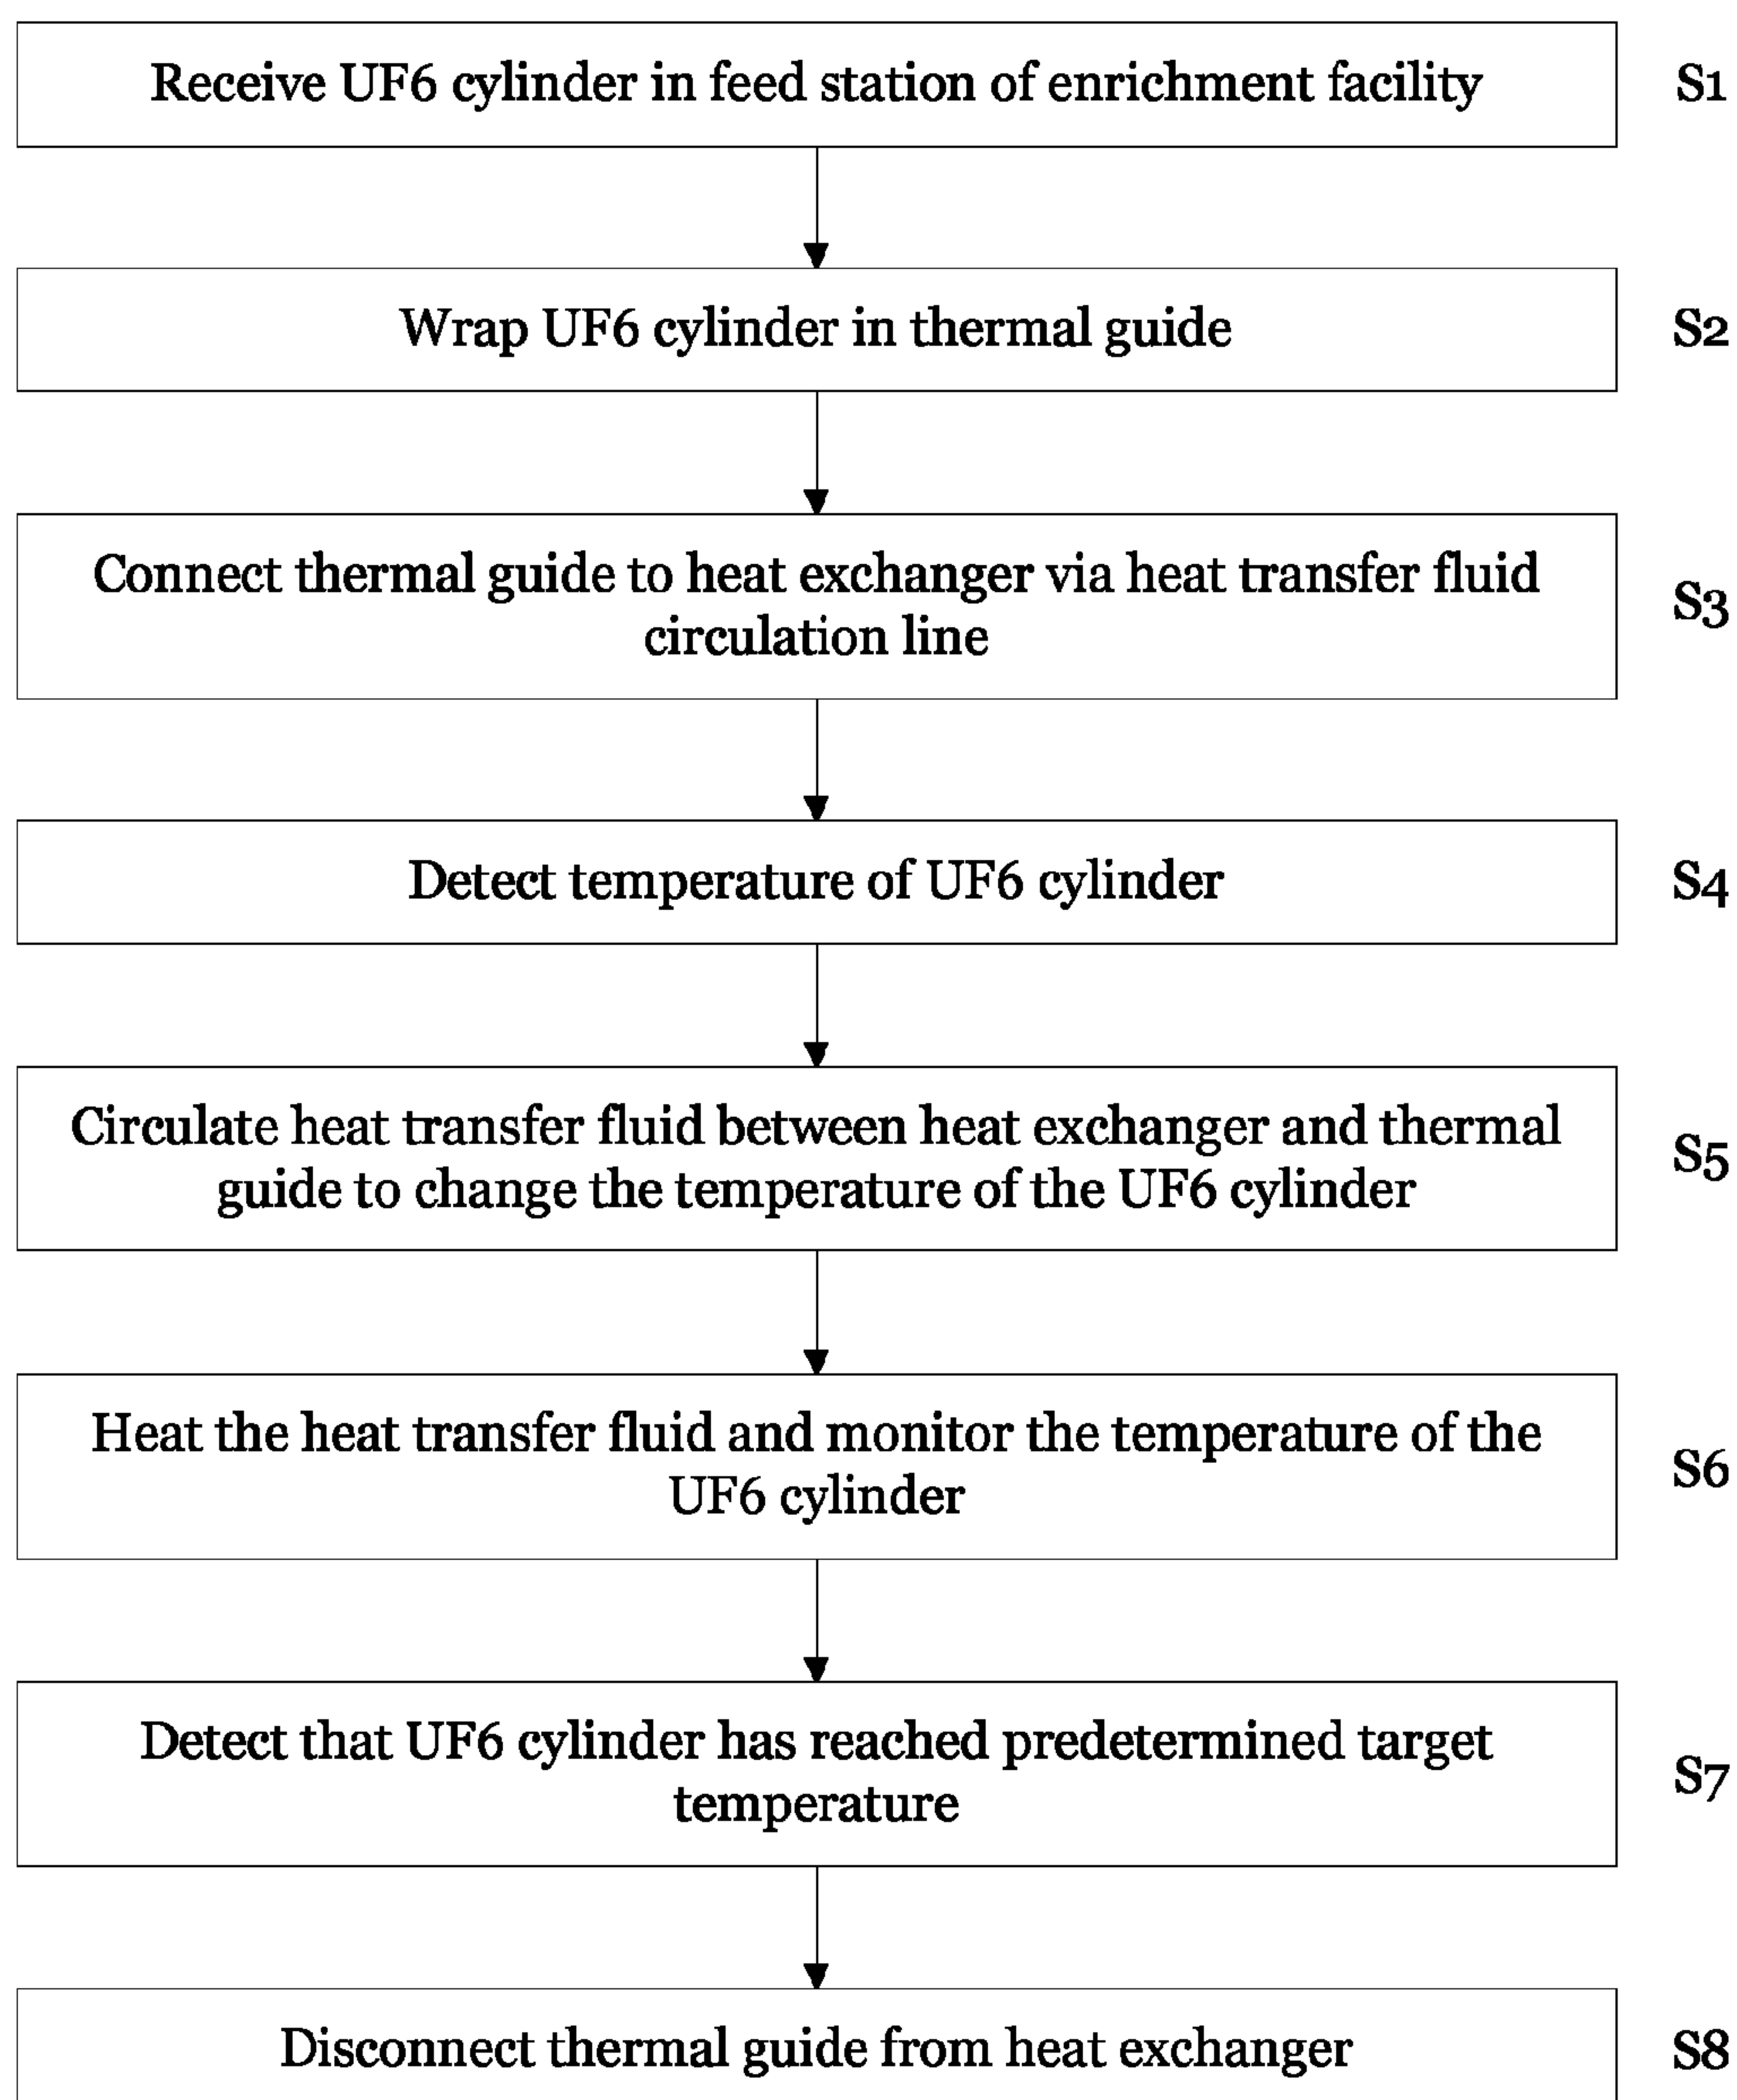 Receive UF6 cylinder in feed station of enrichment facility S1
Wrap UF6 cylinder in thermal guide S2
Connect thermal guide to heat exchanger via heat transfer fluid
circulation line
S3
Detect temperature of UF6 cylinder S4
Circulate heat transfer fluid between heat exchanger and thermal
guide to change the temperature of the UF6 cylinder
S5
Heat the heat transfer fluid and monitor the temperature of the
UF6 cylinder
S6
Detect that UF6 cylinder has reached predetermined target
temperature
S7
Disconnect thermal guide from heat exchanger S8